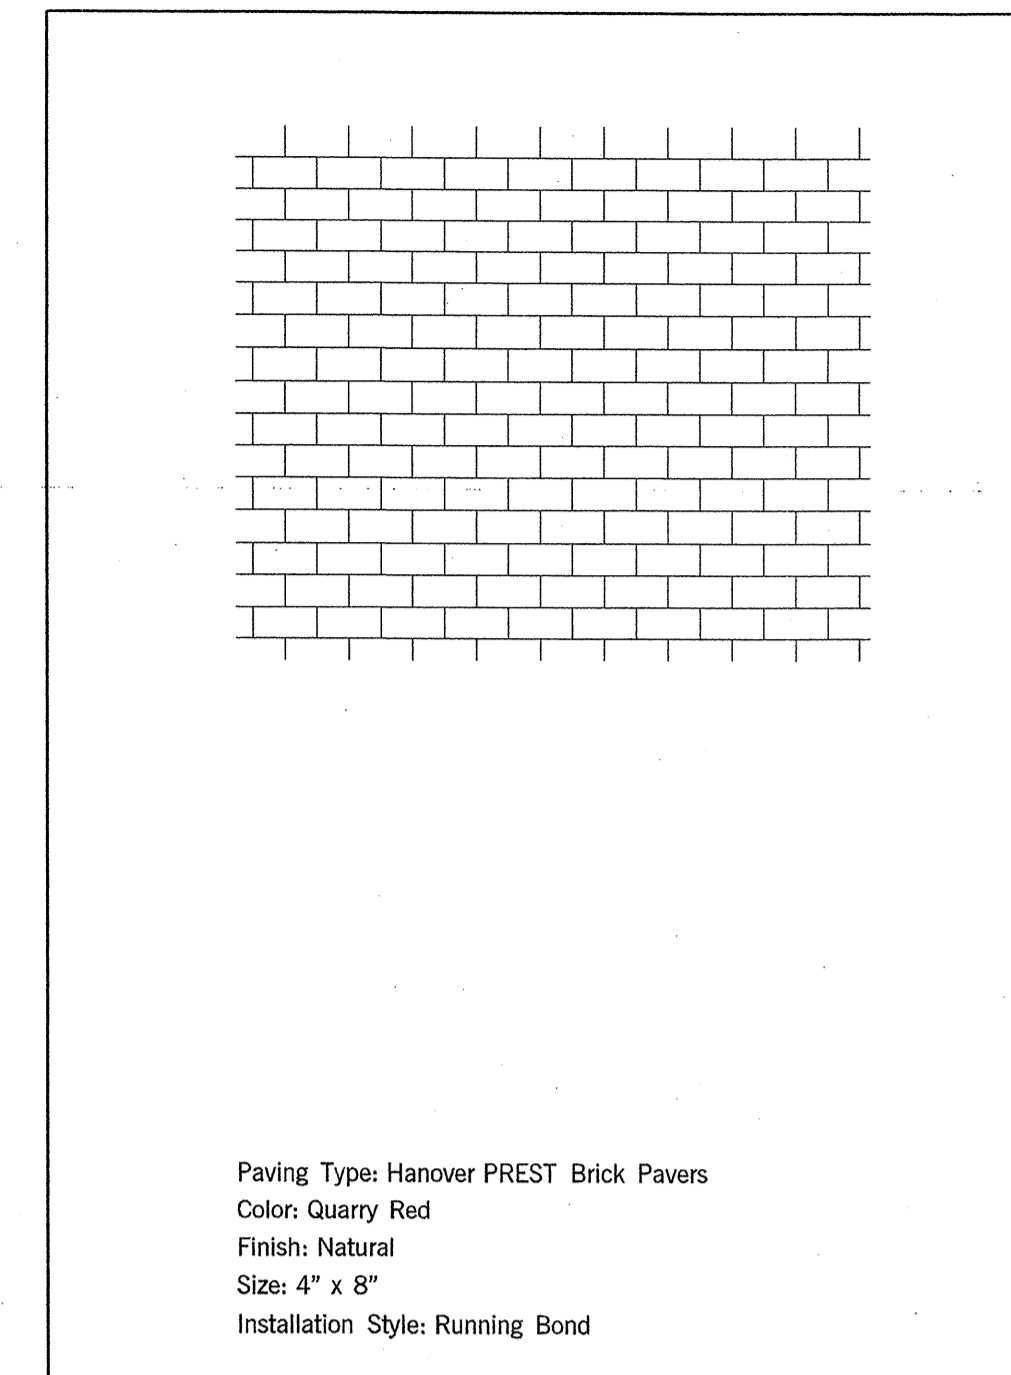 Paving Type: Hanover PREST Brick Pavers
Color: Quarry Red
Finish: Natural
Size: 4” x 8”
Installation Style: Running Bond